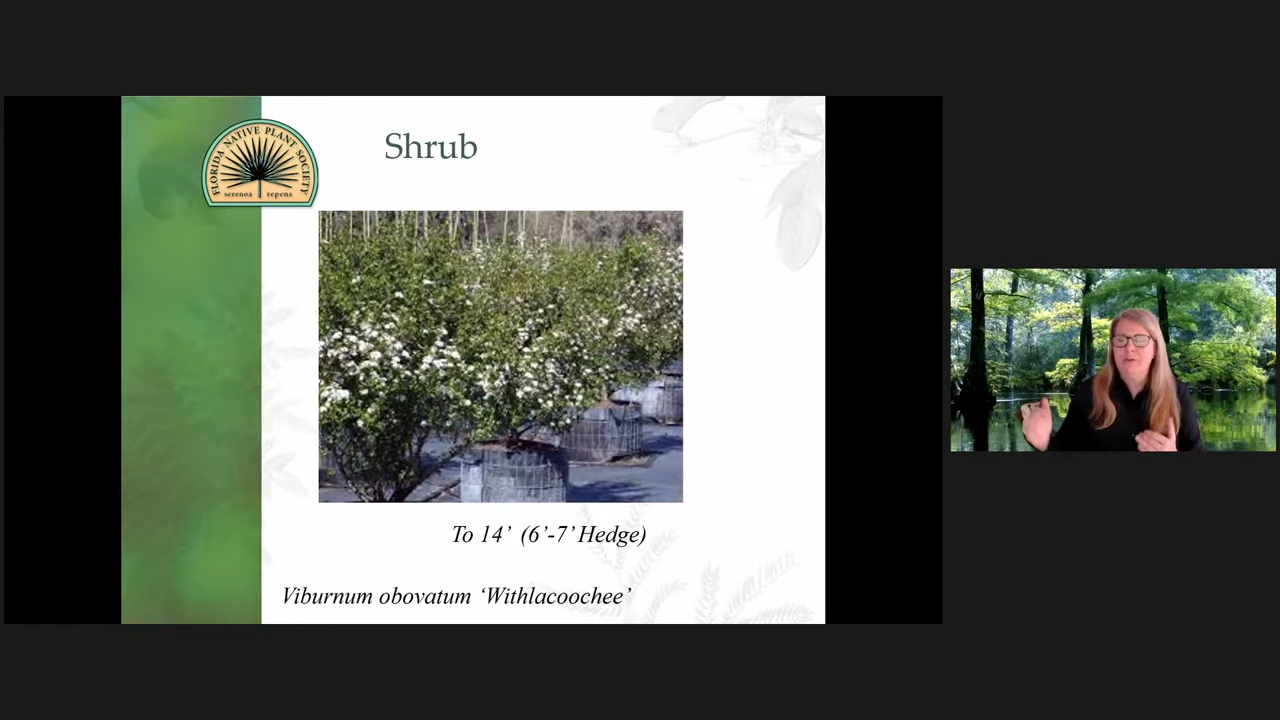 FLORIDA NATIVE PLANT SOCIETY
serenoa repens
Shrub
To 14’ (6’-7’ Hedge)
Viburnum obovatum ‘Withlacoochee’